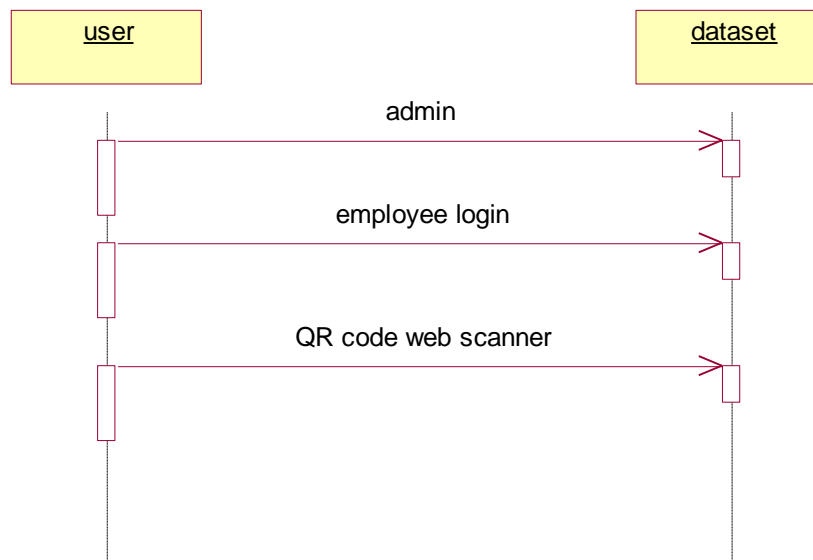 user
dataset
admin
employee login
QR code web scanner